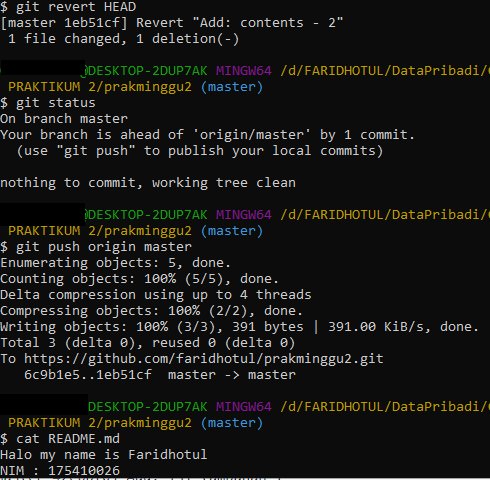 $ git revert HEAD
[master 1eb51cf] Revert "Add: contents - 2"
1 file changed, 1 deletion(-)
@DESKTOP-2DUP7AK MINGW64 /d/FARIDHOTUL/DataPribadi/
PRAKTIKUM 2/prakminggu2 (master)
$ git status
On branch master
Your branch is ahead of 'origin/master' by 1 commit.
(use "git push" to publish your local commits)
nothing to commit, working tree clean
@DESKTOP-2DUP7AK MINGW64 /d/FARIDHOTUL/DataPribadi/
PRAKTIKUM 2/prakminggu2 (master)
$ git push origin master
Enumerating objects: 5, done.
Counting objects: 100% (5/5), done.
Delta compression using up to 4 threads
Compressing objects: 100% (2/2), done.
Writing objects: 100% (3/3), 391 bytes | 391.00 KiB/s, done.
Total 3 (delta 0), reused 0 (delta 0)
To https://github.com/faridhotul/prakminggu2.git
6c9b1e5..1eb51cf master -> master
DESKTOP-2DUP7AK MINGW64 /d/FARIDHOTUL/DataPribadi/
PRAKTIKUM 2/prakminggu2 (master)
$ cat README.md
Halo my name is Faridhotul
NIM : 175410026